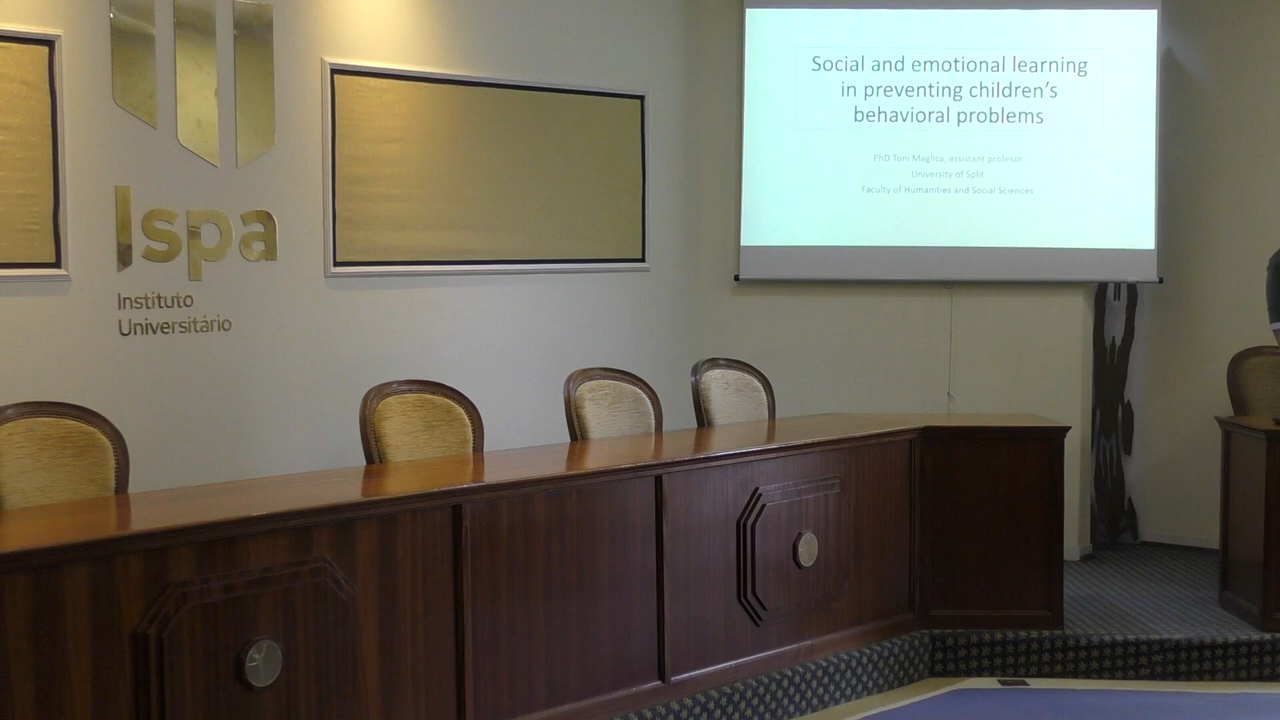 Ispa
Instituto
Universitário
Social and emotional learning
in preventing children's
behavioral problems
PhD Toni Maglica, assistant profesor
University of Split
Faculty of Humanities and Social Sciences